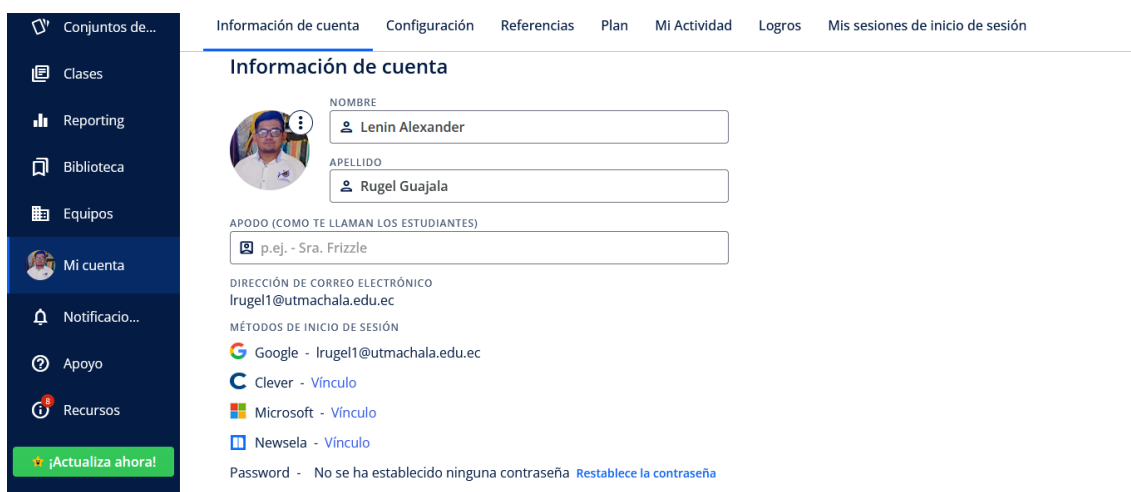 Conjuntos de...
Clases
Reporting
Biblioteca
Equipos
Mi cuenta
Notificacio...
Apoyo
8
Recursos
¡Actualiza ahora!
Información de cuenta Configuración Referencias Plan Mi Actividad Logros Mis sesiones de inicio de sesión
Información de cuenta
NOMBRE
Lenin Alexander
APELLIDO
Rugel Guajala
APODO (COMO TE LLAMAN LOS ESTUDIANTES)
p.ej. - Sra. Frizzle
DIRECCIÓN DE CORREO ELECTRÓNICO
lrugel1@utmachala.edu.ec
MÉTODOS DE INICIO DE SESIÓN
Google - lrugel1@utmachala.edu.ec
Clever - Vínculo
Microsoft - Vínculo
Newsela - Vínculo
Password - No se ha establecido ninguna contraseña Restablece la contraseña